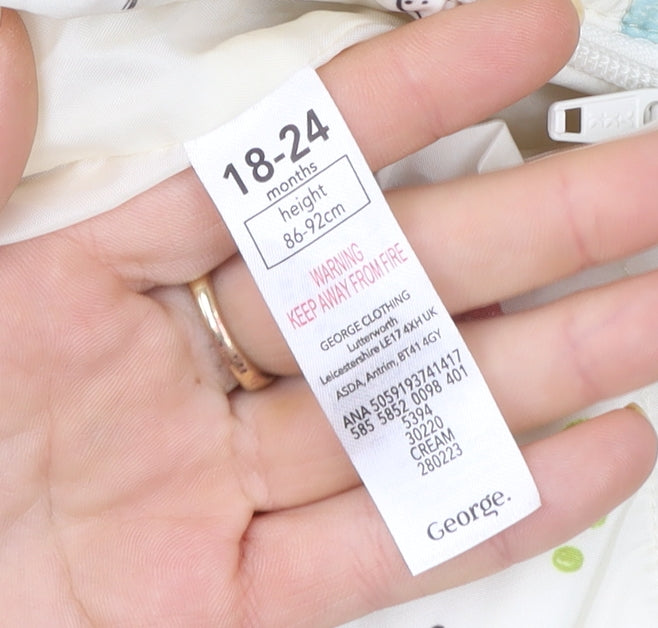 18-24
months
height
86-92cm
WARNING
KEEP AWAY FROM FIRE
GEORGE CLOTHING
Lutterworth
Leicestershire LE17 4XH UK
ASDA, Antrim, BT41 4GY
ANA 5059193741417
585 5852 0098 401
5394
30220
CREAM
280223
George.